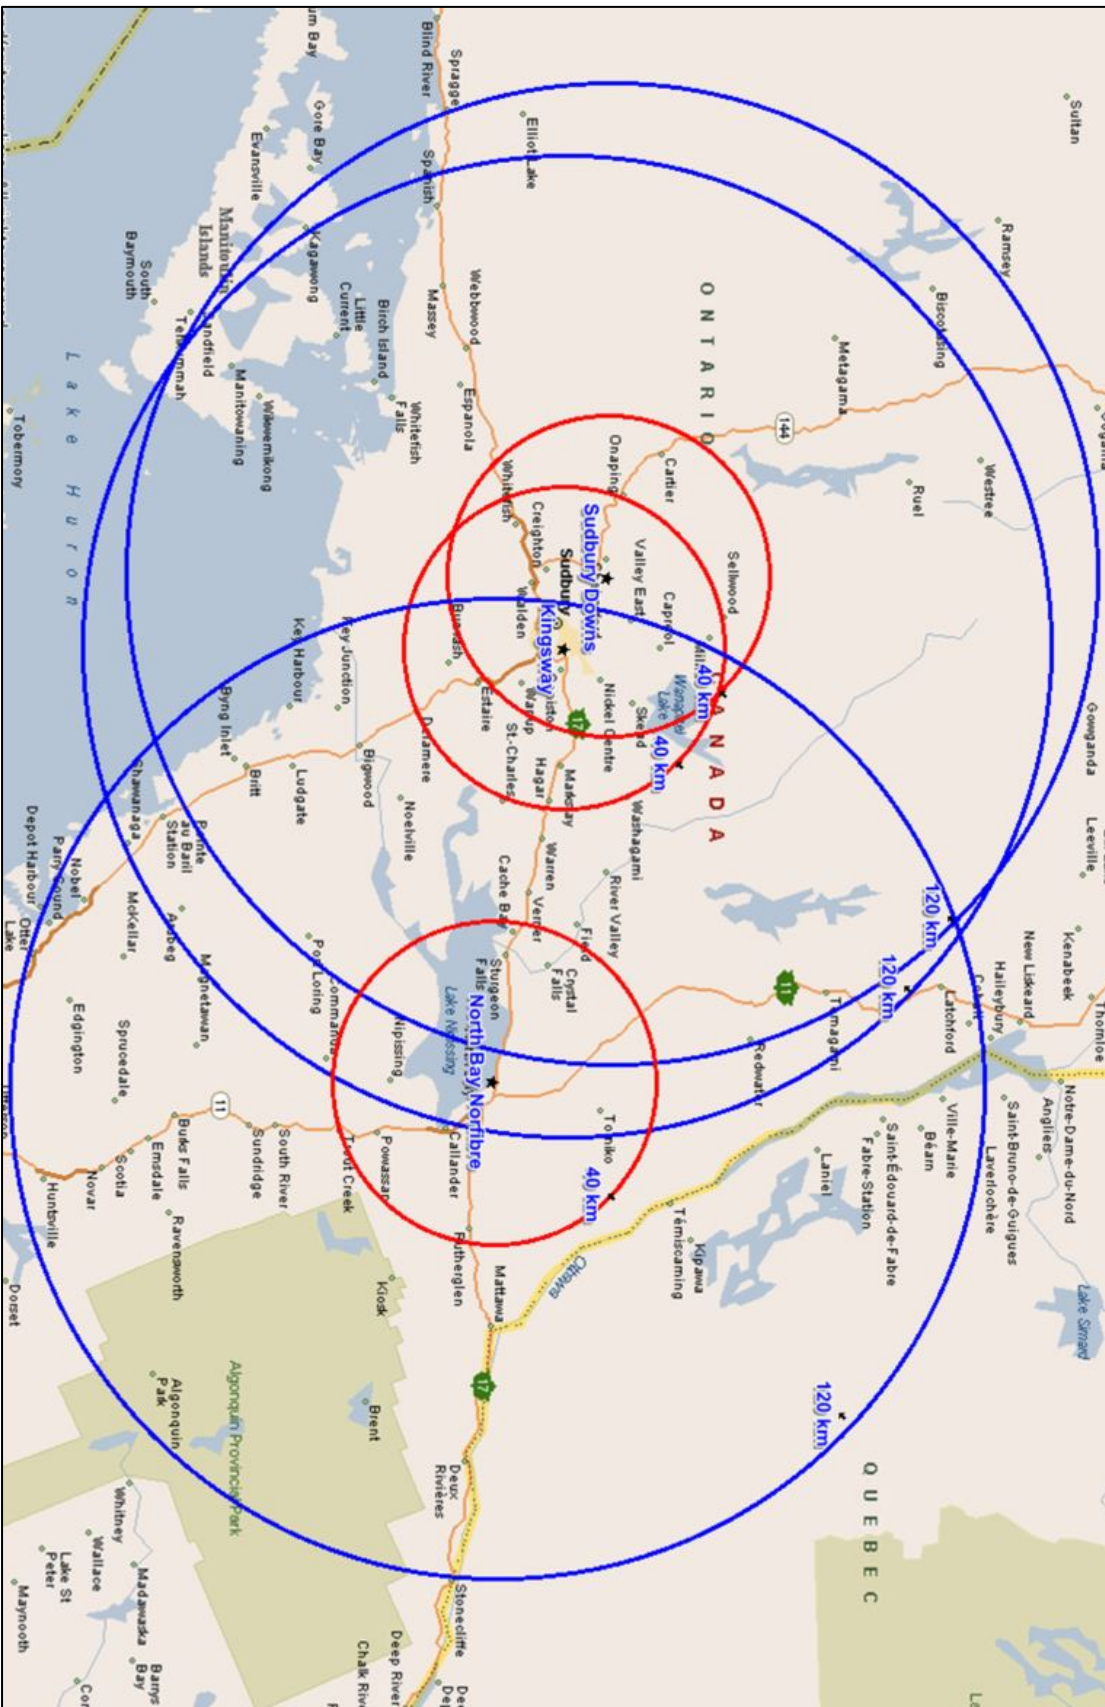 Gowganda
Leeville
Kenabeek
Thornloe
Sultan
Ramsey
Westree
New Liskeard
Haileybury
Notre-Dame-du-Nord
Angliers
Saint-Bruno-de-Guigues
Laverlochère
Lake Simard
Biscotasing
Ruel
120 km
Latchford
Ville-Marie
Béarn
Saint-Édouard-de-Fabre
Fabre-Station
120 km
Metagama
Temagami
Laniel
120 km
QUEBEC
144
11
Redwater
ONTARIO
Sellwood
CANADA
40 km
Kipawa
Témiscaming
Cartier
Capreol
Wanapitei
Lake
40 km
Valley East
Skead
Washagami
Onaping
Nickel Centre
River Valley
Tomiko
40 km
Sudbury Downs
Field
17
Markstay
Crystal
Falls
Ottawa
Sudbury
Kingsway
Hagar
Warren
Verner
Elliot Lake
Creighton
Walden
Wanup
St.-Charles
Cache Bay
Whitefish
Sturgeon
Falls
Mattawa
North Bay Norfibre
Estaire
17
Webbwood
Espanola
Burwash
Lake Nipissing
Callander
Rutherglen
Spragge
Deux
Rivières
Stonecliffe
Blind River
Spanish
Massey
Delamere
Noelville
Whitefish
Falls
Nipissing
Deep River
Birch Island
Powassan
Kiosk
Little
Current
Bigwood
Brent
Key Junction
Commanda
Trout Creek
Gore Bay
Kagawong
Port Loring
Key Harbour
Ludgate
South River
Evansville
Wikwemikong
Britt
Sundridge
Manitoulin
Islands
Manitowaning
Byng Inlet
11
Algonquin Provincial Park
Sandfield
Tehkummah
Pointe
au Baril
Station
Magnetawan
Burks Falls
Ravensworth
Ardbeg
Emsdale
Algonquin
Park
South
Baymouth
Shawanaga
McKellar
Sprucedale
Scotia
Whitney
Madawaska
Barrys
Bay
Lake Huron
Nobel
Edgington
Novar
Wallace
Parry Sound
Depot Harbour
Huntsville
Lake St
Peter
Tobermory
Otter
Lake
Dorset
Maynooth